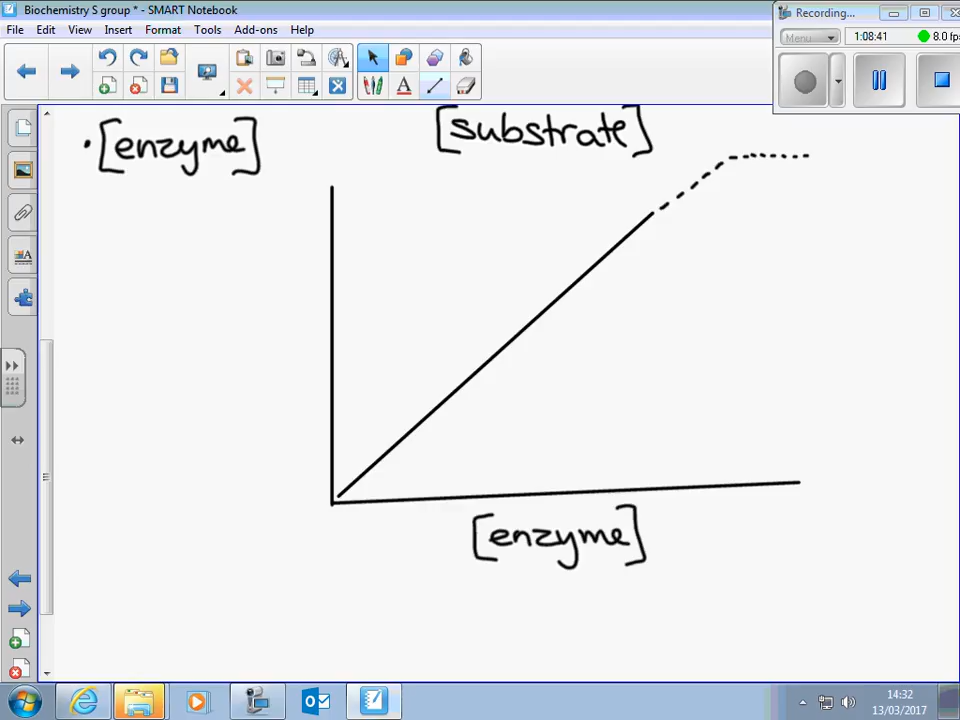 Biochemistry S group * - SMART Notebook
File Edit View Insert Format Tools Add-ons Help
Recording...
Menu 1:08:41 8.0 fps
[substrate]
• [enzyme]
[enzyme]
14:32
13/03/2017